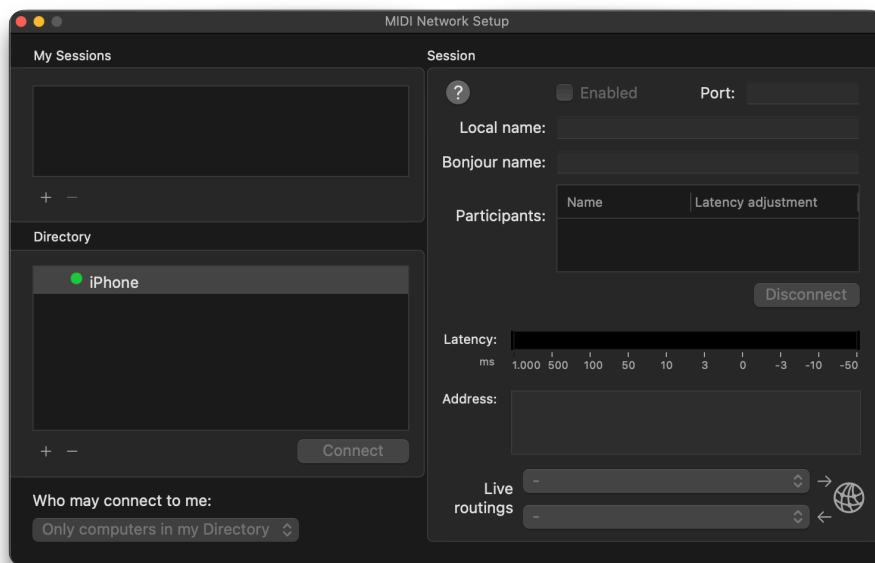 MIDI Network Setup
My Sessions
+ −
Directory
iPhone
+ −
Connect
Who may connect to me:
Only computers in my Directory
Session
?
Enabled
Port:
Local name:
Bonjour name:
Participants:
Name
Latency adjustment
Disconnect
Latency:
ms
1.000 500 100 50 10 3 0 -3 -10 -50
Address:
Live
routings
-
→
-
←